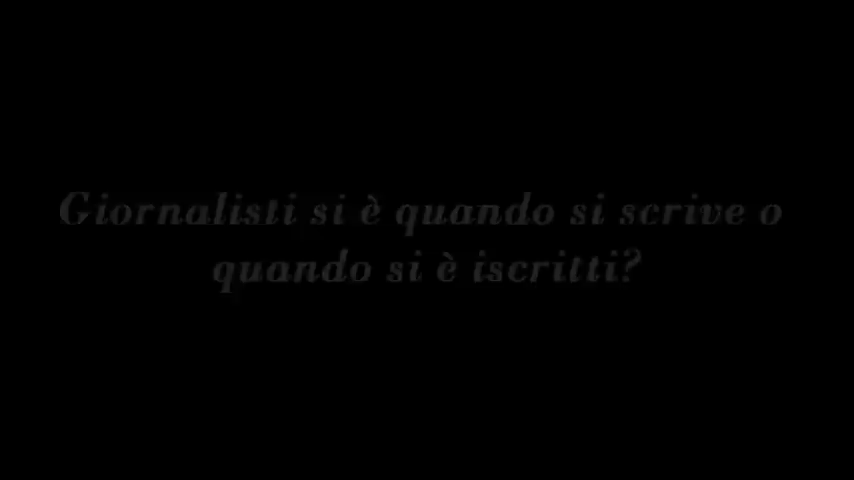 Giornalisti si è quando si scrive o
quando si è iscritti?